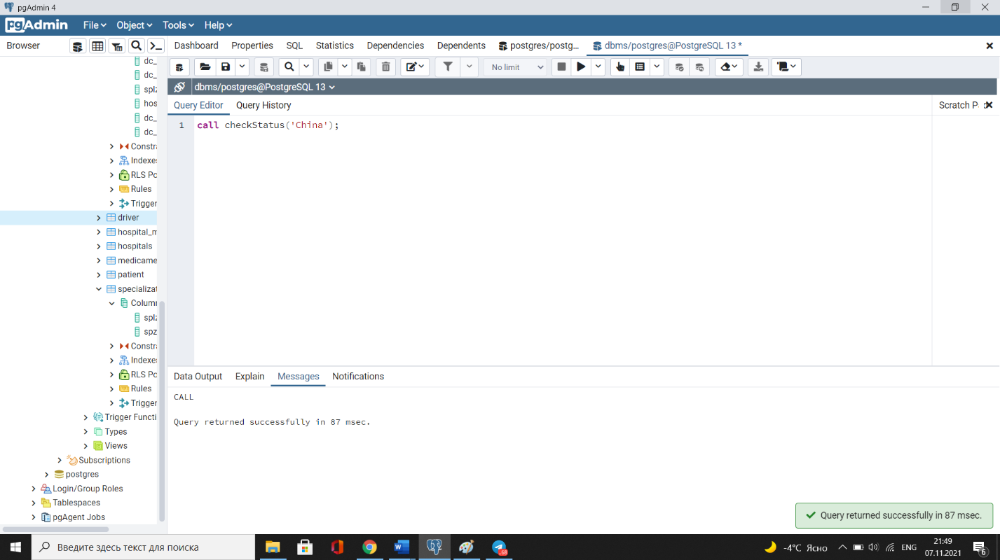 pgAdmin 4
pgAdmin File Object Tools Help
Browser
Dashboard Properties SQL Statistics Dependencies Dependents postgres/postg... dbms/postgres@PostgreSQL 13 *
No limit
dbms/postgres@PostgreSQL 13
Query Editor Query History
Scratch P
1 call checkStatus('China');
dc_
dc_
splz
hos
dc_
dc_
Constra
Indexes
RLS Po
Rules
Trigger
driver
hospital_m
hospitals
medicame
patient
specializat
Column
splz
spz
Constra
Indexes
RLS Po
Rules
Trigger
Trigger Functi
Types
Views
Subscriptions
postgres
Login/Group Roles
Tablespaces
pgAgent Jobs
Data Output Explain Messages Notifications
CALL
Query returned successfully in 87 msec.
Query returned successfully in 87 msec.
Введите здесь текст для поиска
.68
-4°C Ясно
ENG
21:49
07.11.2021
6